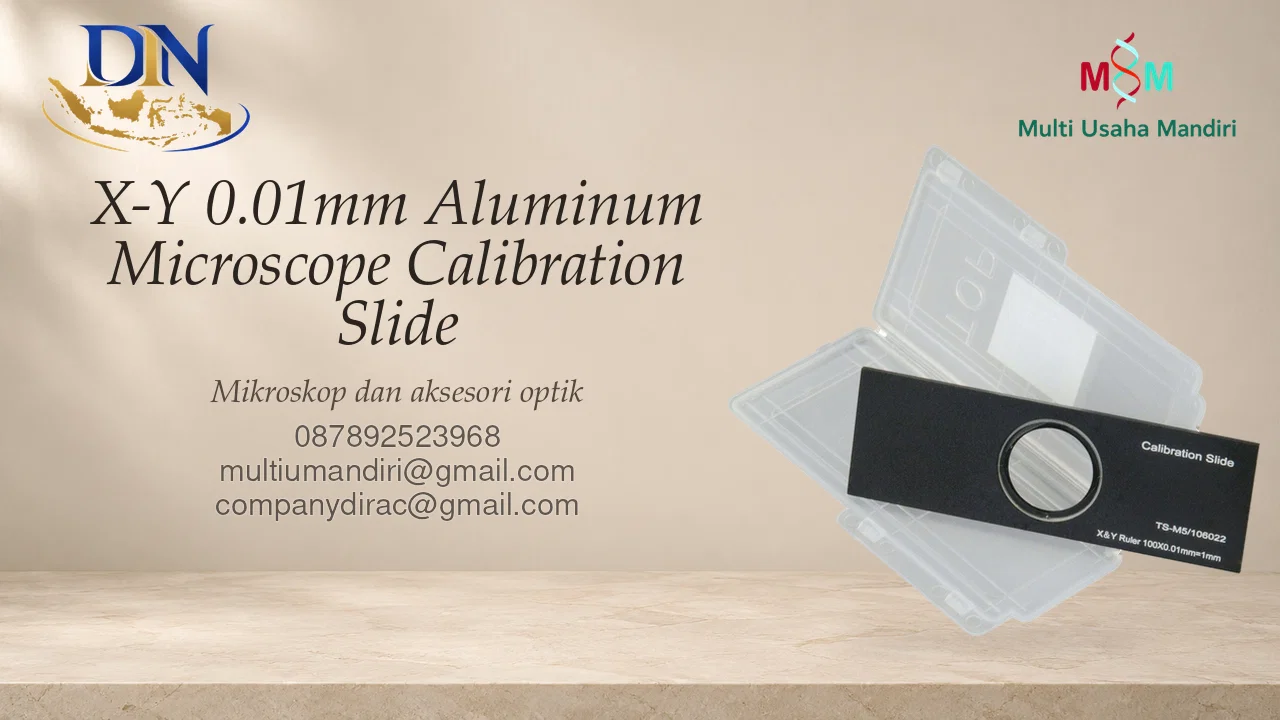 DN
M M
Multi Usaha Mandiri
X-Y 0.01mm Aluminum
Microscope Calibration
Slide
Mikroskop dan aksesori optik
087892523968
multiumandiri@gmail.com
companydirac@gmail.com
Calibration Slide
TS-M5/106022
X&Y Ruler 100X0.01mm=1mm